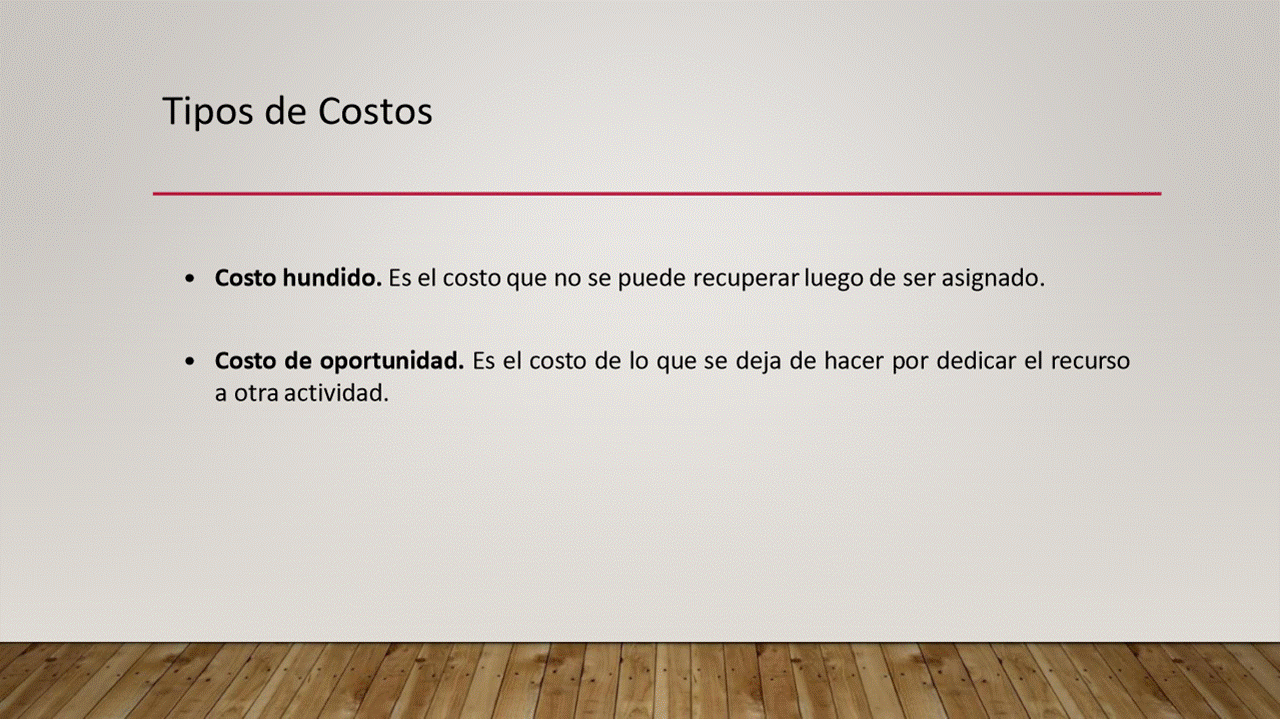 Tipos de Costos
• Costo hundido. Es el costo que no se puede recuperar luego de ser asignado.
• Costo de oportunidad. Es el costo de lo que se deja de hacer por dedicar el recurso
a otra actividad.